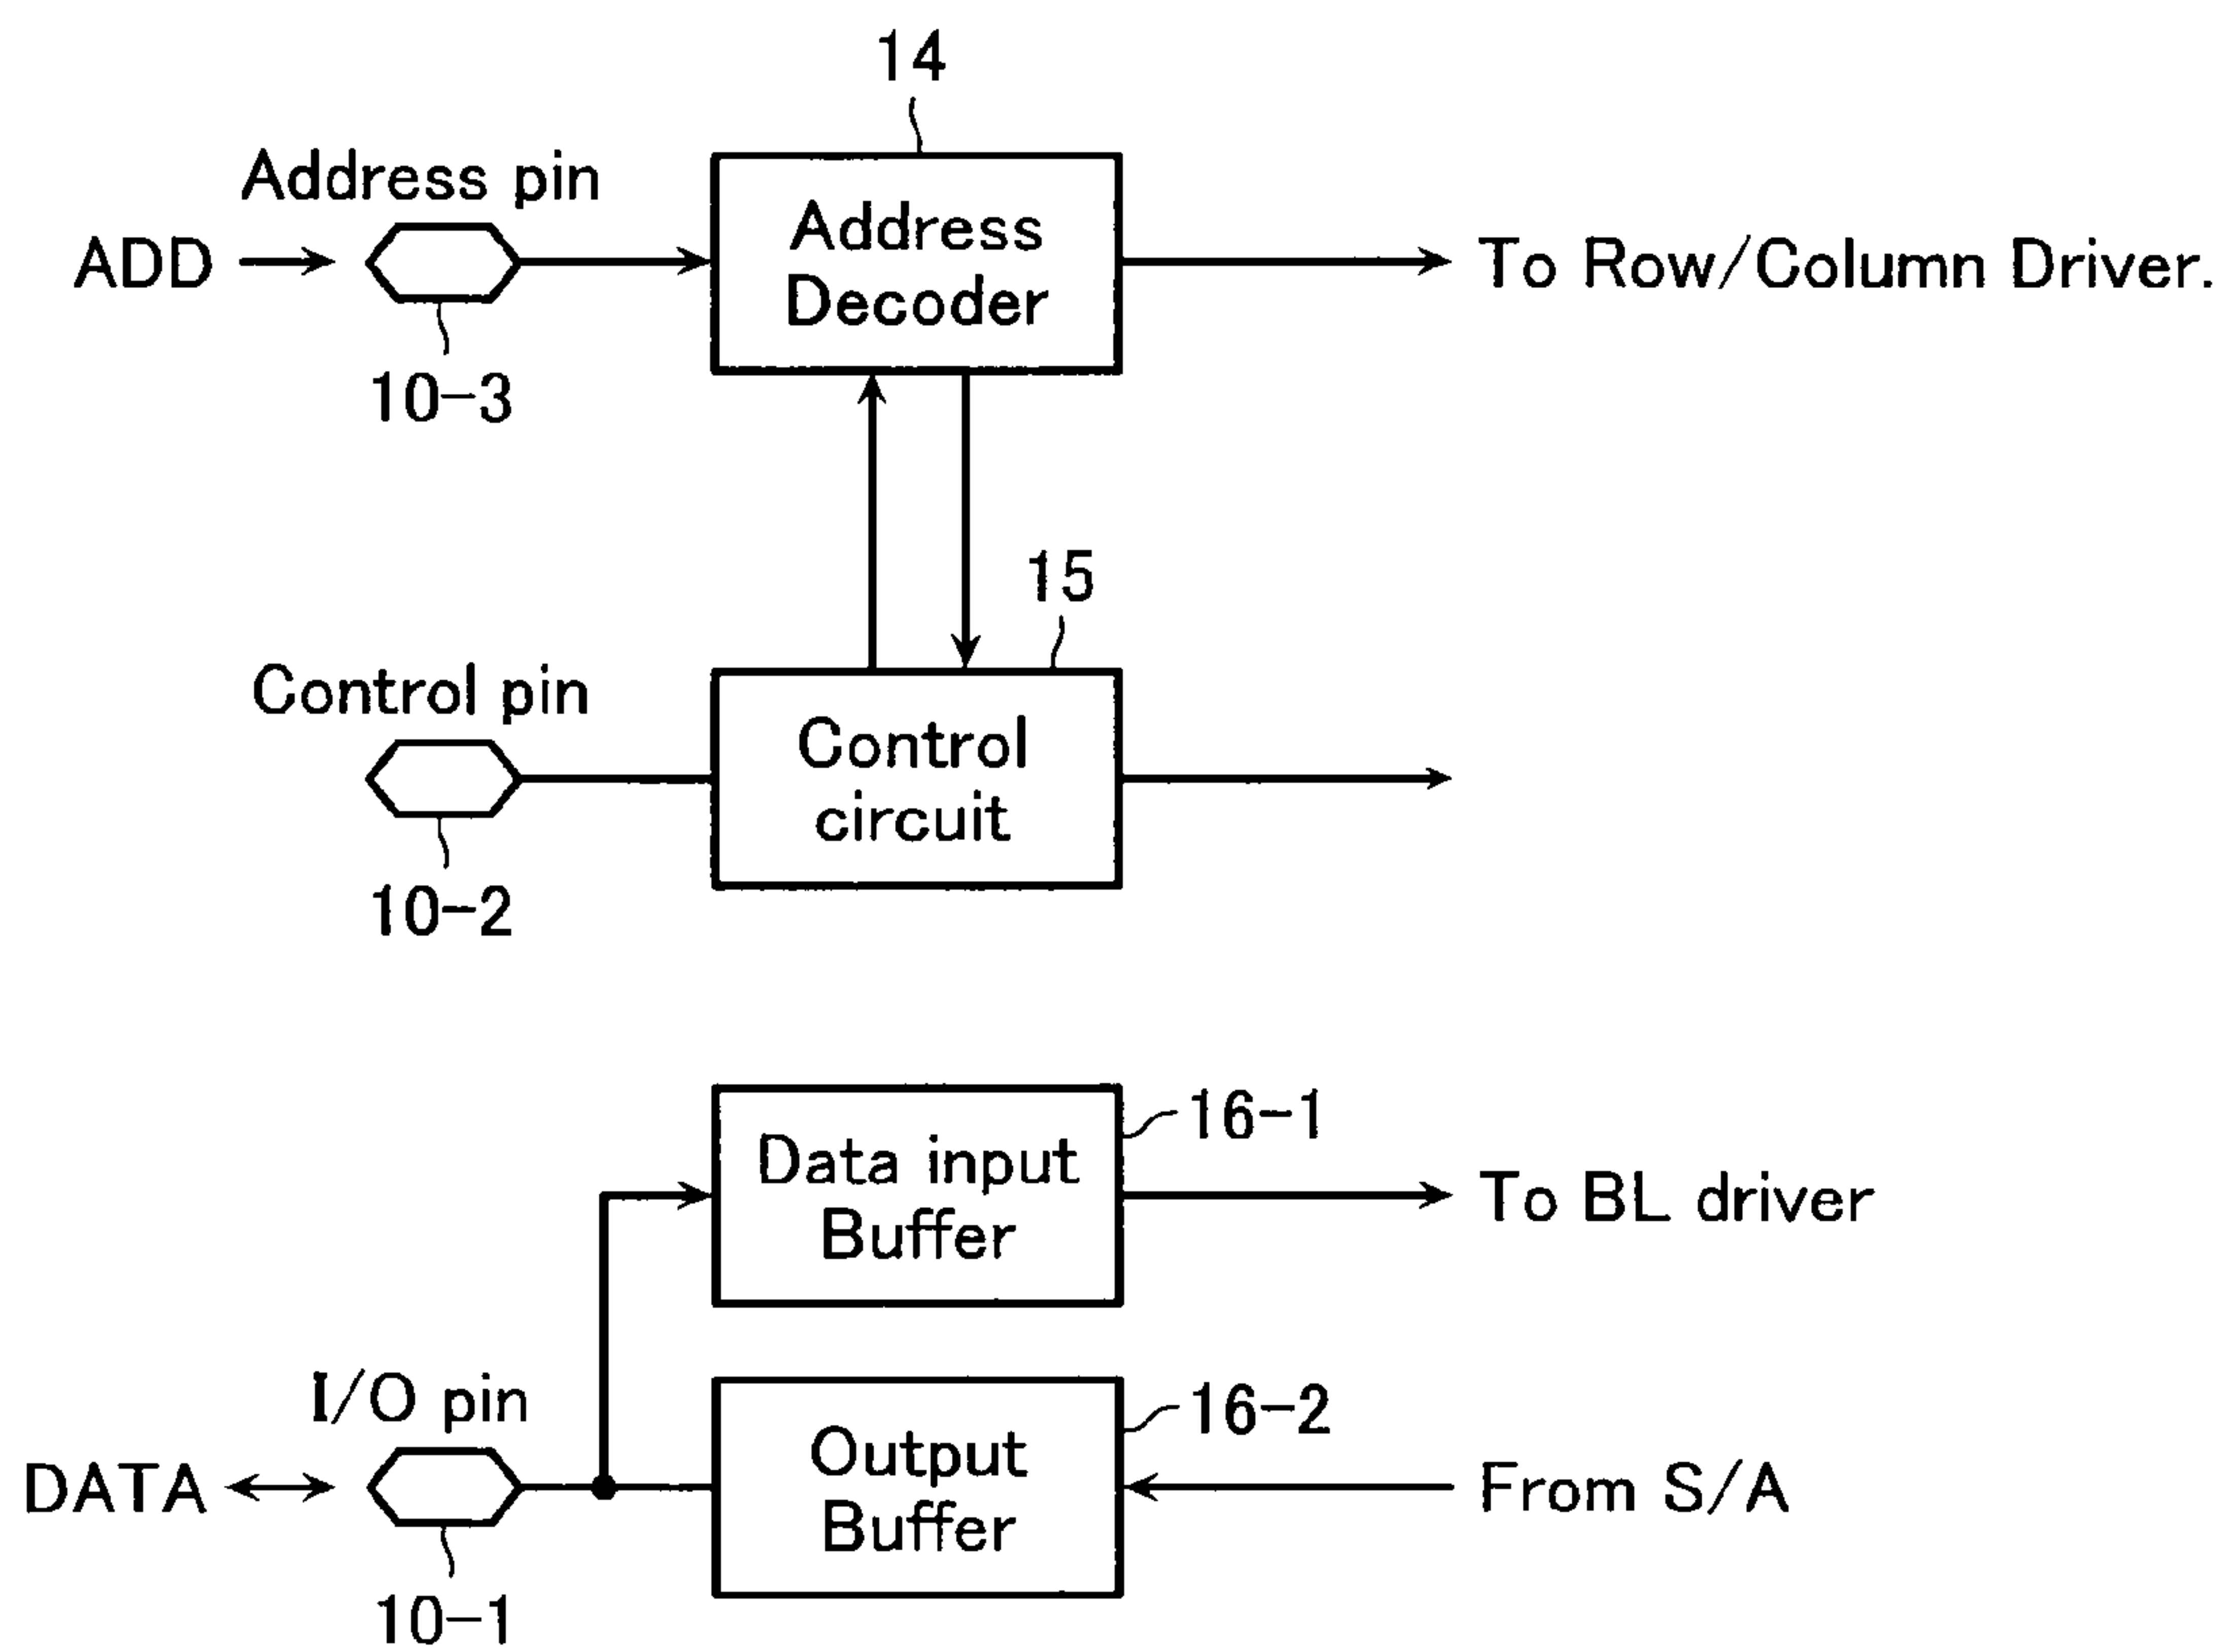 14
Address pin
ADD
Address
Decoder
To Row/Column Driver.
10-3
15
Control pin
Control
circuit
10-2
16-1
Data input
Buffer
To BL driver
I/O pin
16-2
Output
Buffer
DATA
From S/A
10-1